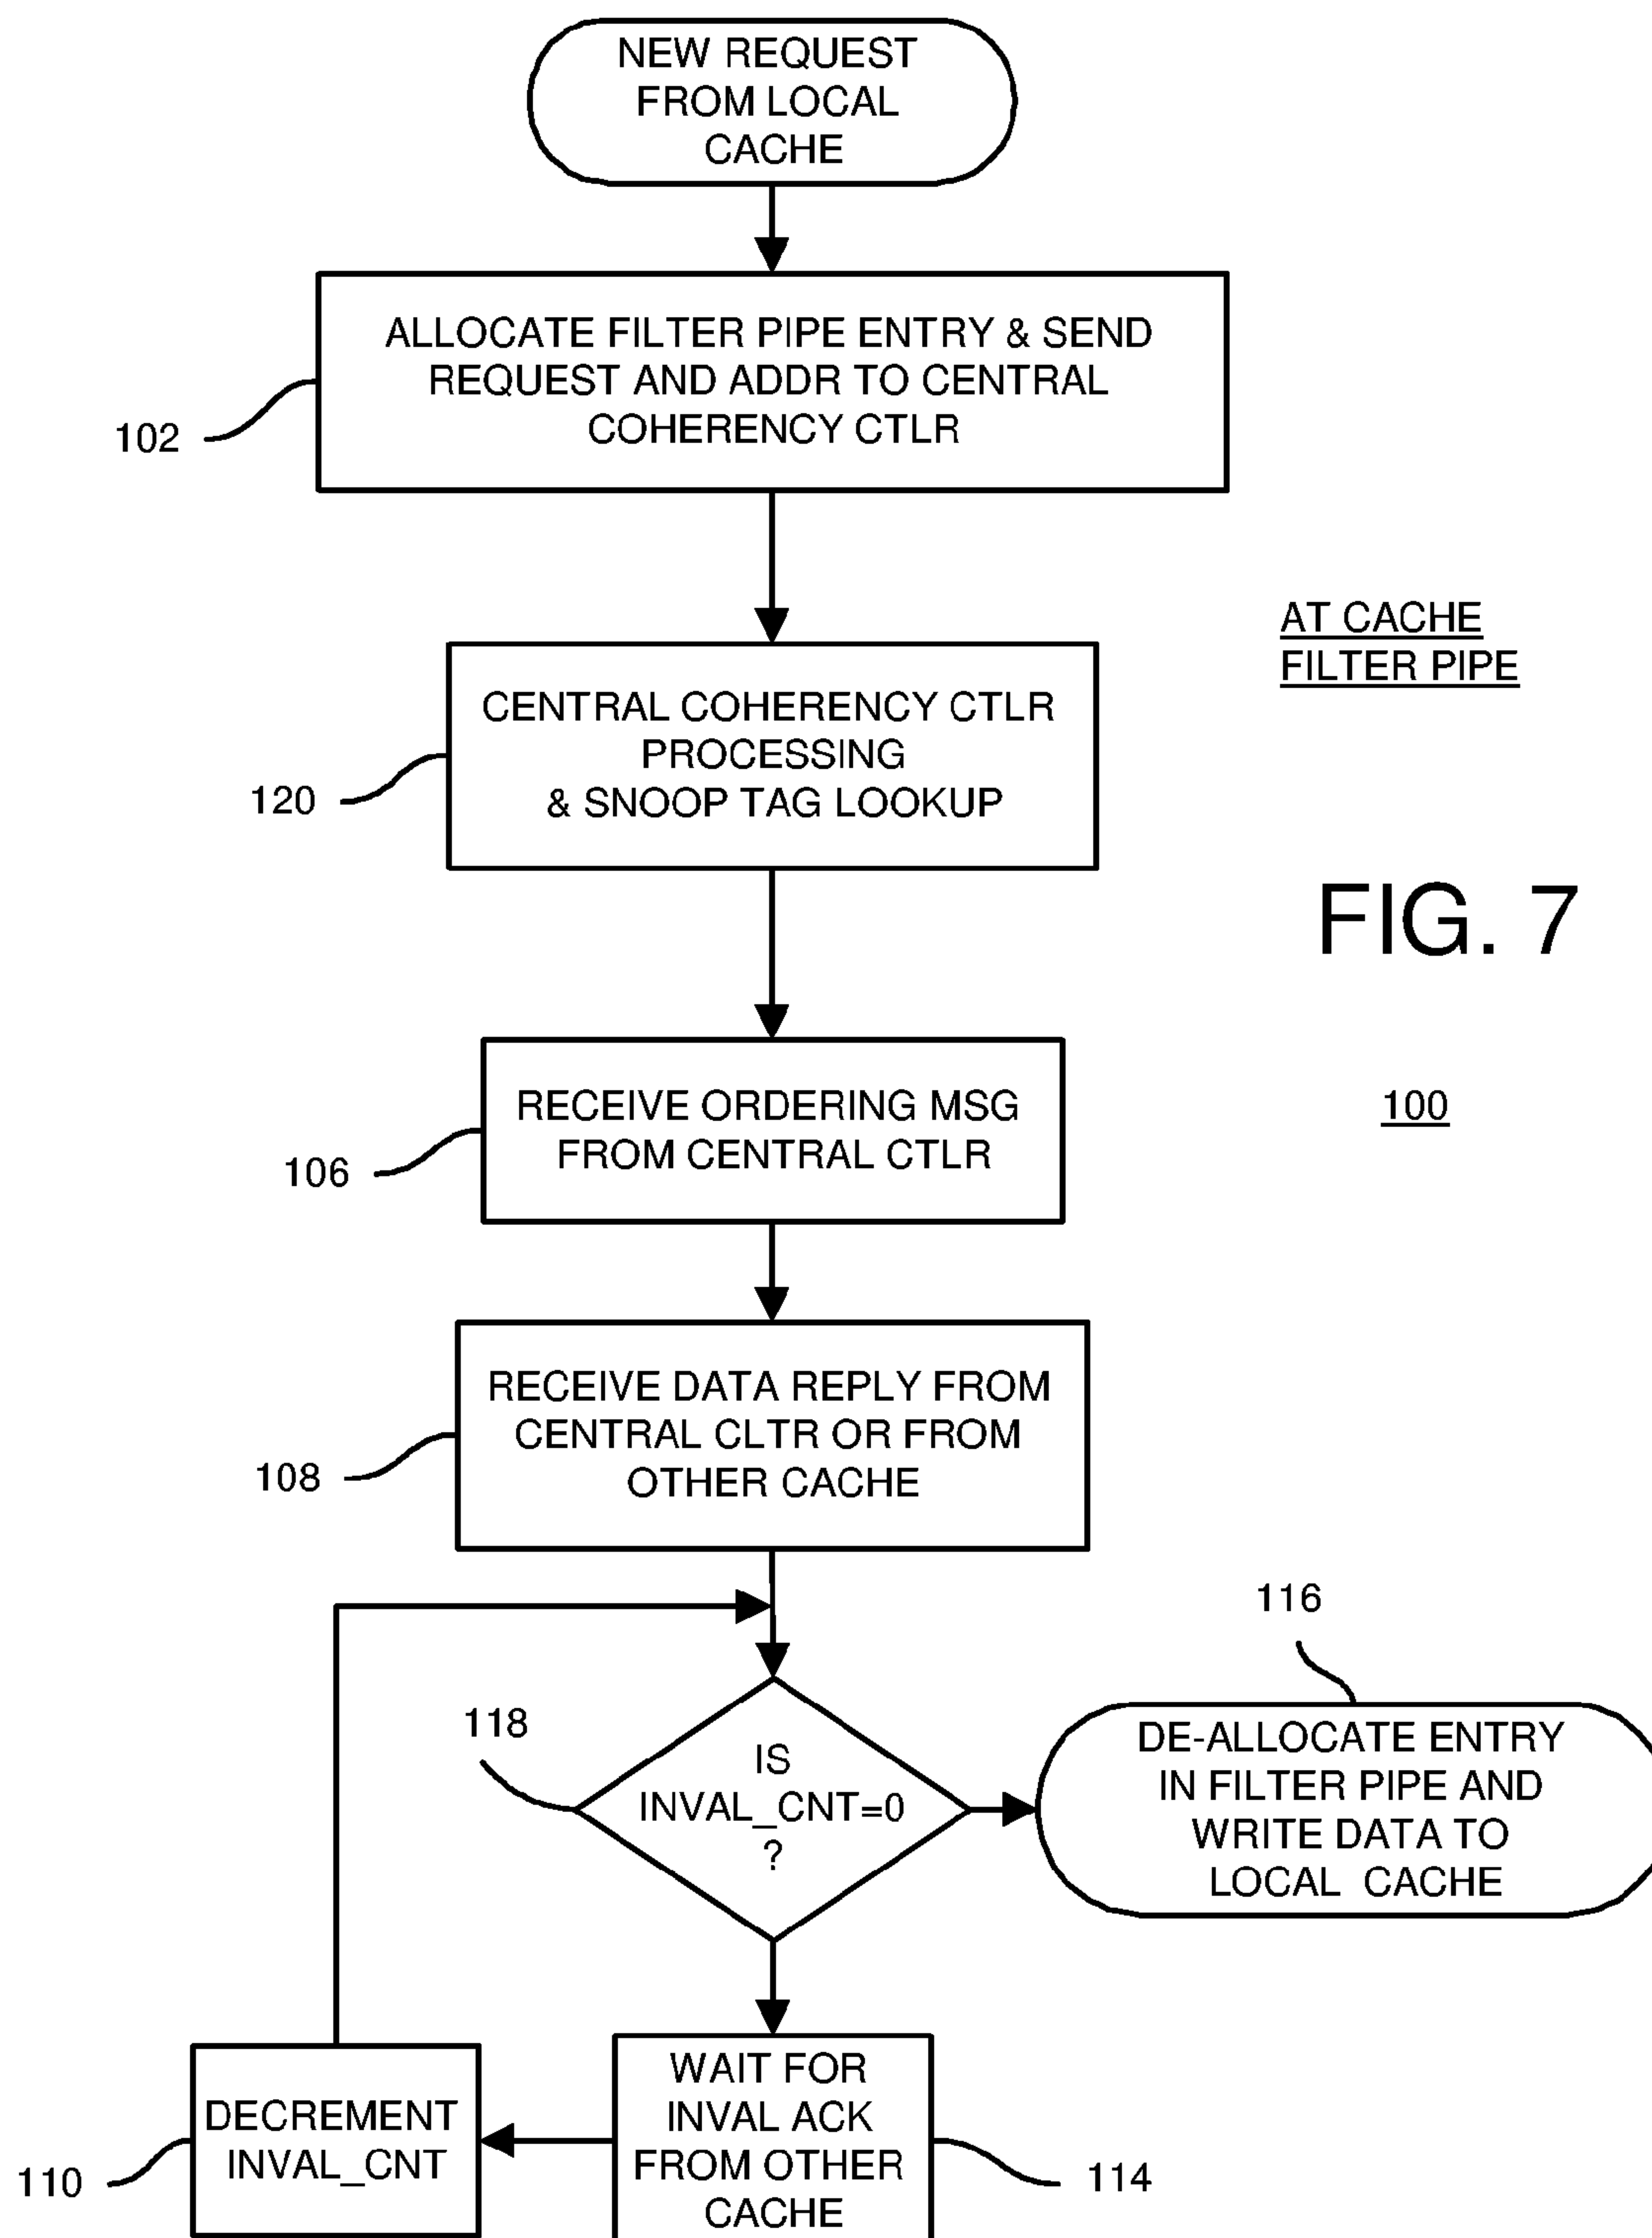 NEW REQUEST
FROM LOCAL
CACHE
ALLOCATE FILTER PIPE ENTRY & SEND
REQUEST AND ADDR TO CENTRAL
COHERENCY CTLR
102
AT CACHE
FILTER PIPE
CENTRAL COHERENCY CTLR
PROCESSING
& SNOOP TAG LOOKUP
120
FIG. 7
RECEIVE ORDERING MSG
FROM CENTRAL CTLR
106
100
RECEIVE DATA REPLY FROM
CENTRAL CLTR OR FROM
OTHER CACHE
108
116
118
IS
INVAL_CNT=0
?
DE-ALLOCATE ENTRY
IN FILTER PIPE AND
WRITE DATA TO
LOCAL CACHE
DECREMENT
INVAL_CNT
110
WAIT FOR
INVAL ACK
FROM OTHER
CACHE
114